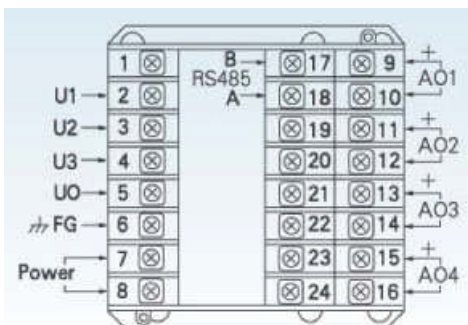 1 B 17 9 +
RS485 AO1
U1 2 A 18 10
U2 3 19 11 +
AO2
U3 4 20 12
UO 5 21 13 +
AO3
FG 6 22 14
7 23 15 +
Power AO4
8 24 16